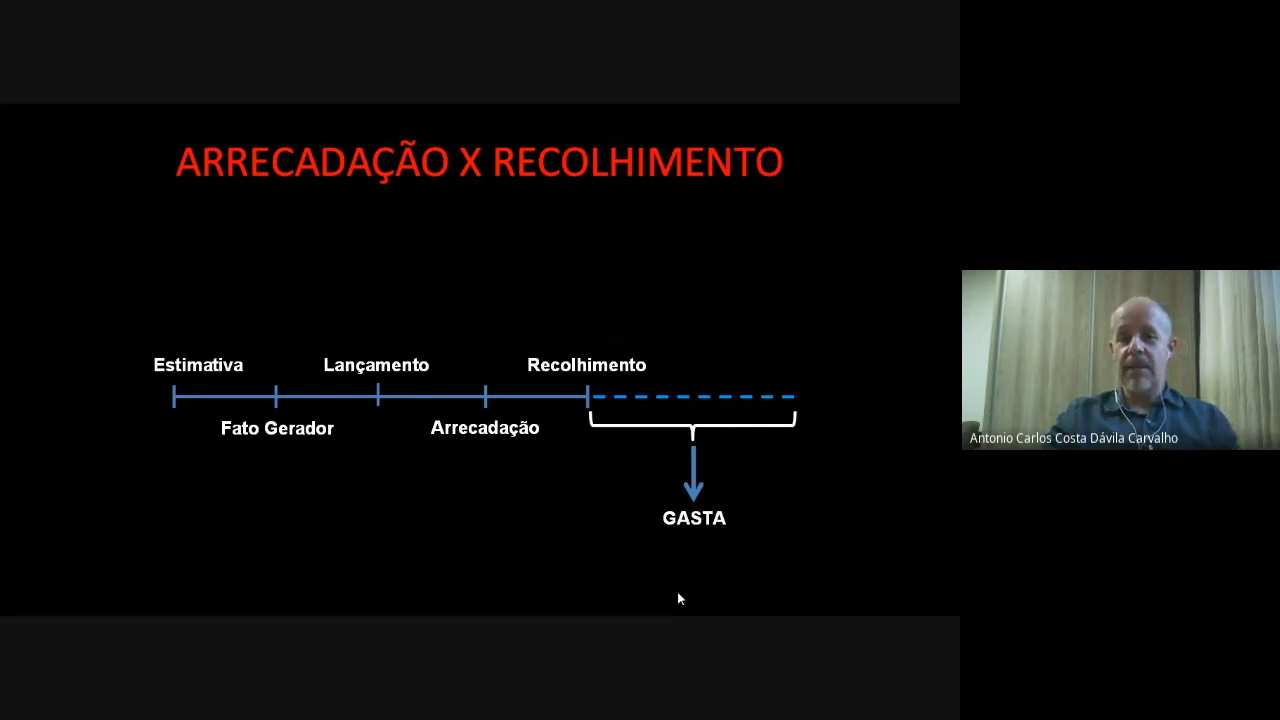 ARRECADAÇÃO X RECOLHIMENTO
Estimativa
Lançamento
Recolhimento
Fato Gerador
Arrecadação
GASTA
Antonio Carlos Costa Dávila Carvalho